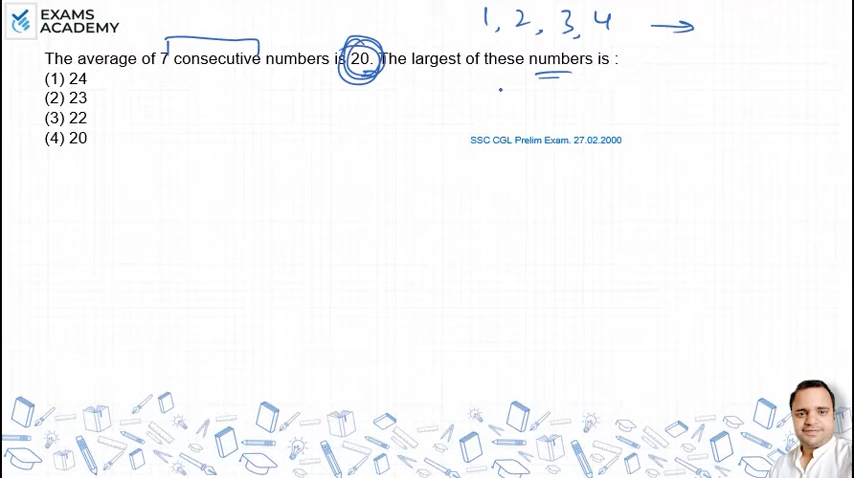 EXAMS
ACADEMY
1, 2, 3, 4 →
The average of 7 consecutive numbers is 20. The largest of these numbers is :
(1) 24
(2) 23
(3) 22
(4) 20
SSC CGL Prelim Exam. 27.02.2000